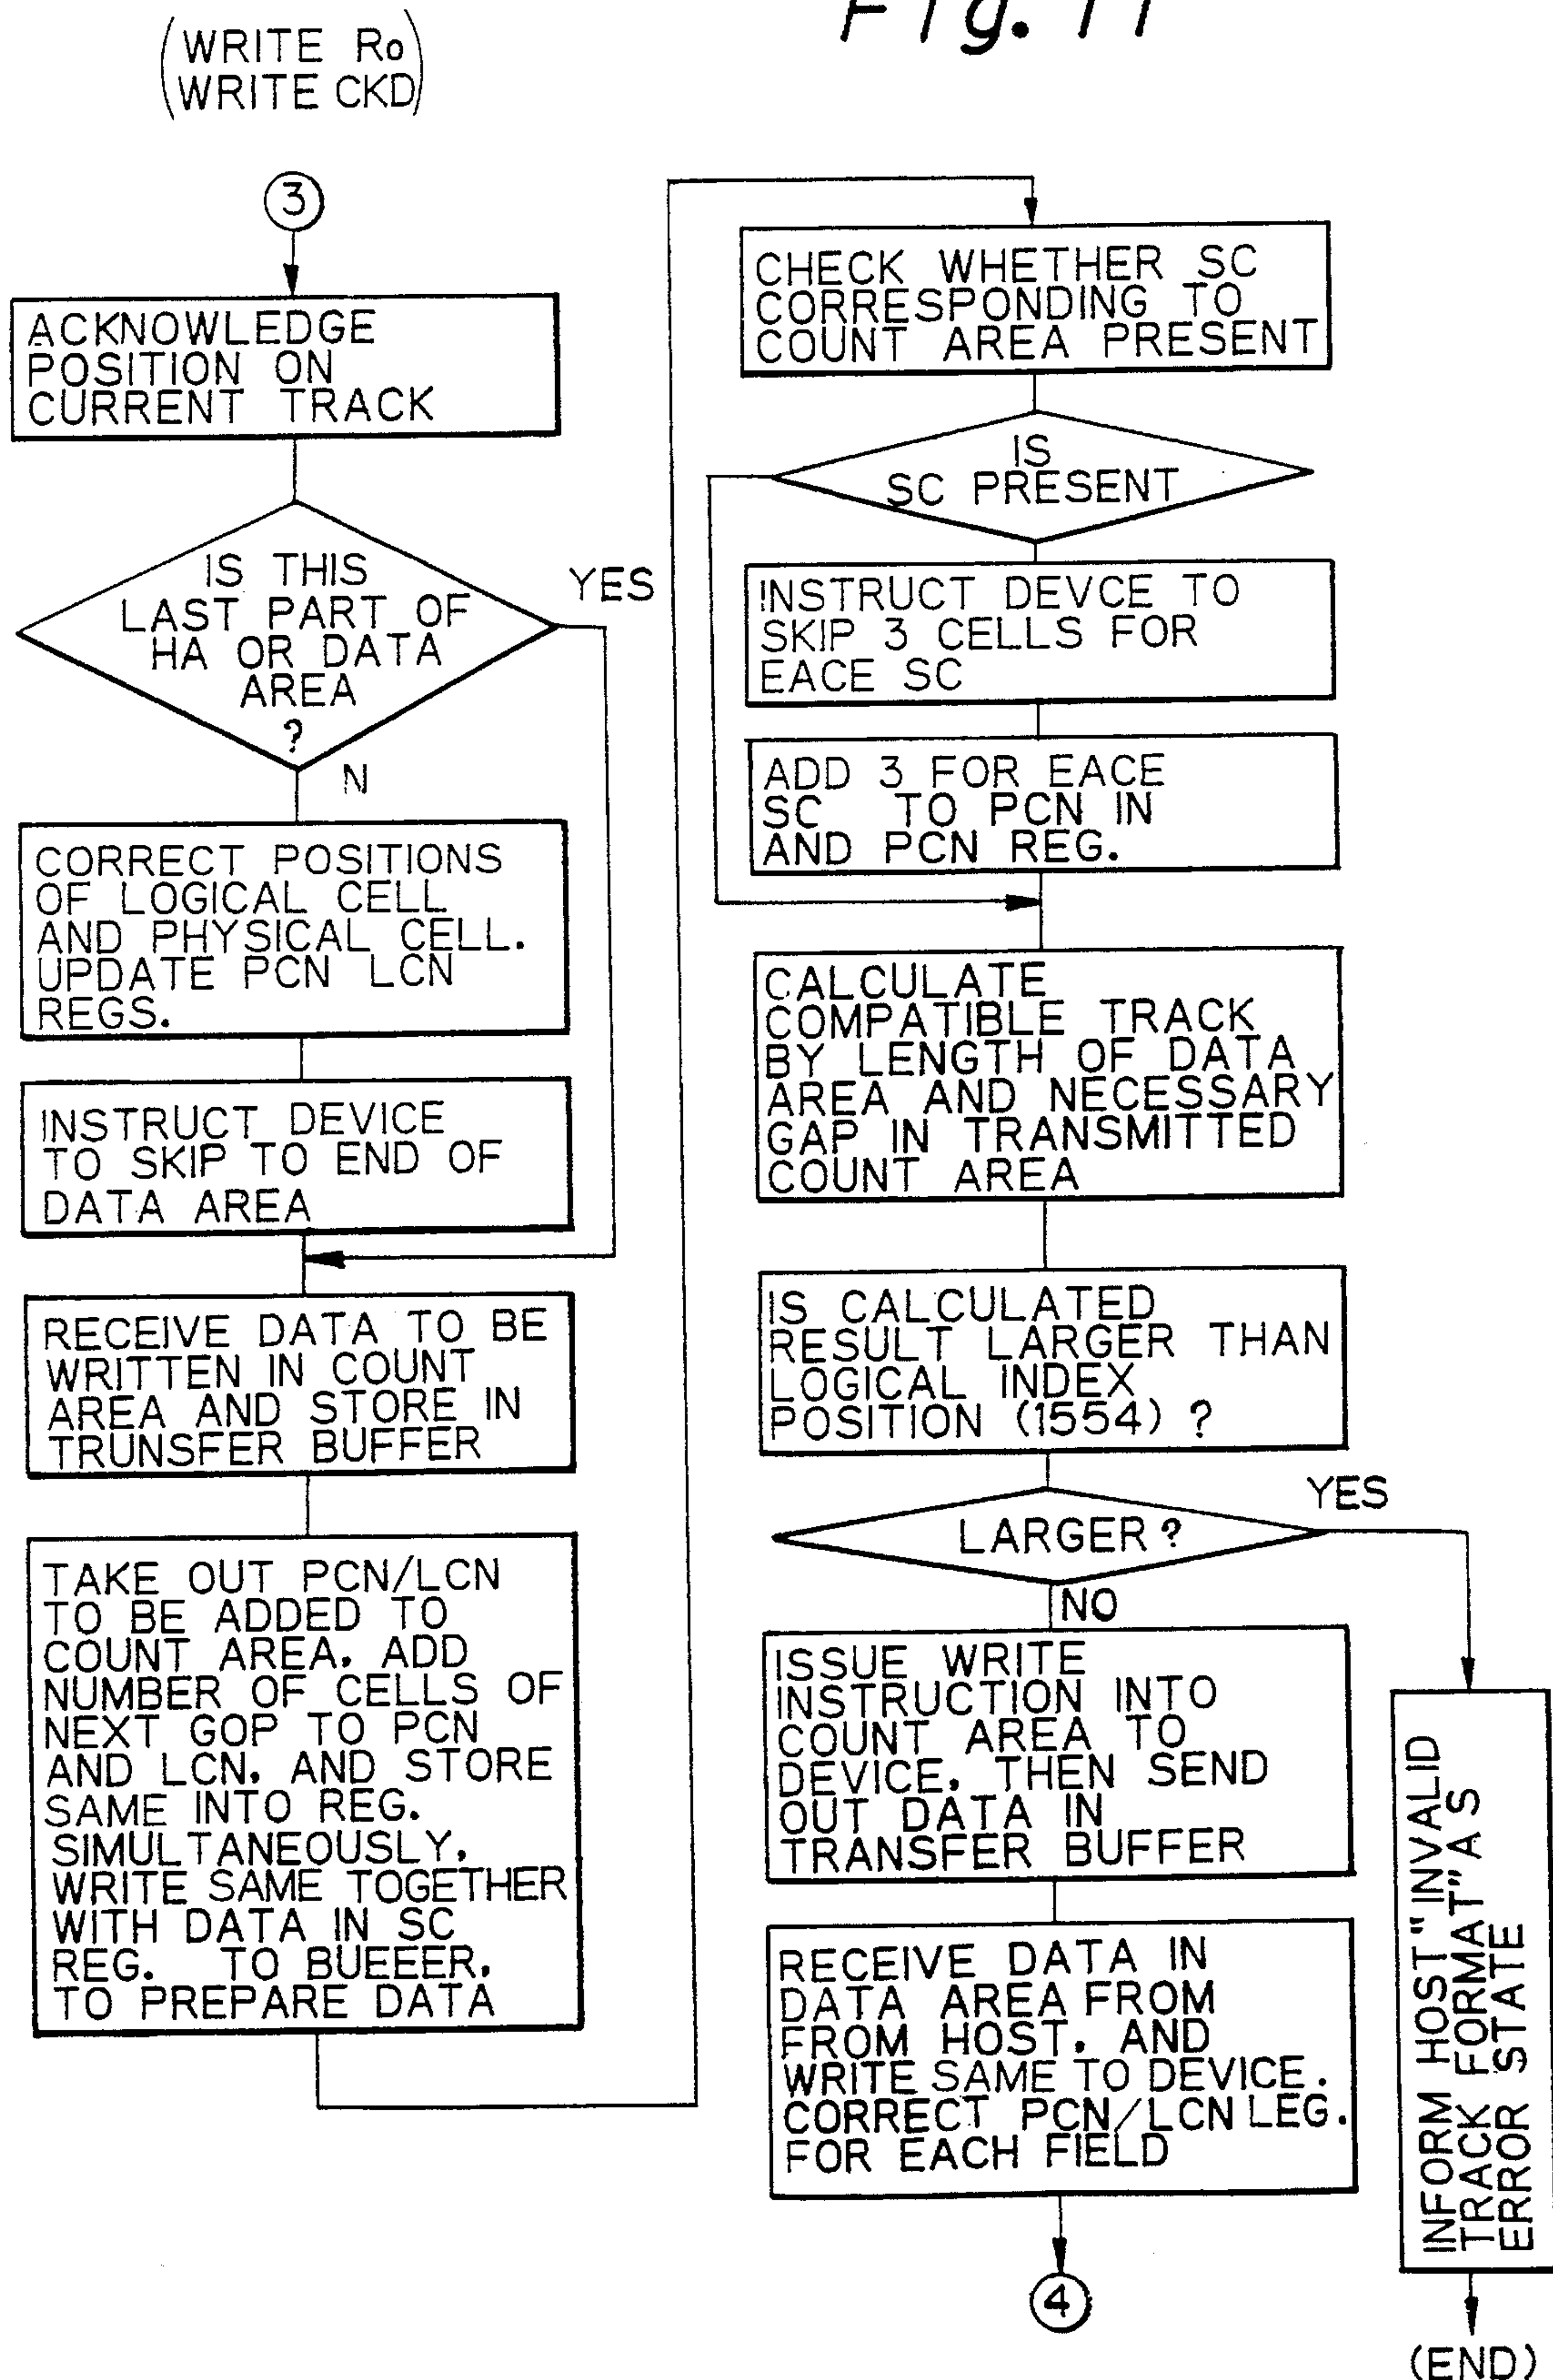 Fig. 11
(WRITE Ro
WRITE CKD)
3
ACKNOWLEDGE
POSITION ON
CURRENT TRACK
IS THIS
LAST PART OF
HA OR DATA
AREA
?
YES
N
CORRECT POSITIONS
OF LOGICAL CELL
AND PHYSICAL CELL.
UPDATE PCN LCN
REGS.
INSTRUCT DEVICE
TO SKIP TO END OF
DATA AREA
RECEIVE DATA TO BE
WRITTEN IN COUNT
AREA AND STORE IN
TRUNSFER BUFFER
TAKE OUT PCN/LCN
TO BE ADDED TO
COUNT AREA, ADD
NUMBER OF CELLS OF
NEXT GOP TO PCN
AND LCN, AND STORE
SAME INTO REG.
SIMULTANEOUSLY,
WRITE SAME TOGETHER
WITH DATA IN SC
REG. TO BUEEER,
TO PREPARE DATA
CHECK WHETHER SC
CORRESPONDING TO
COUNT AREA PRESENT
IS
SC PRESENT
INSTRUCT DEVCE TO
SKIP 3 CELLS FOR
EACE SC
ADD 3 FOR EACE
SC TO PCN IN
AND PCN REG.
CALCULATE
COMPATIBLE TRACK
BY LENGTH OF DATA
AREA AND NECESSARY
GAP IN TRANSMITTED
COUNT AREA
IS CALCULATED
RESULT LARGER THAN
LOGICAL INDEX
POSITION (1554) ?
LARGER ?
YES
NO
ISSUE WRITE
INSTRUCTION INTO
COUNT AREA TO
DEVICE, THEN SEND
OUT DATA IN
TRANSFER BUFFER
RECEIVE DATA IN
DATA AREA FROM
FROM HOST, AND
WRITE SAME TO DEVICE.
CORRECT PCN/LCN LEG.
FOR EACH FIELD
4
INFORM HOST "INVALID
TRACK FORMAT" AS
ERROR STATE
(END)